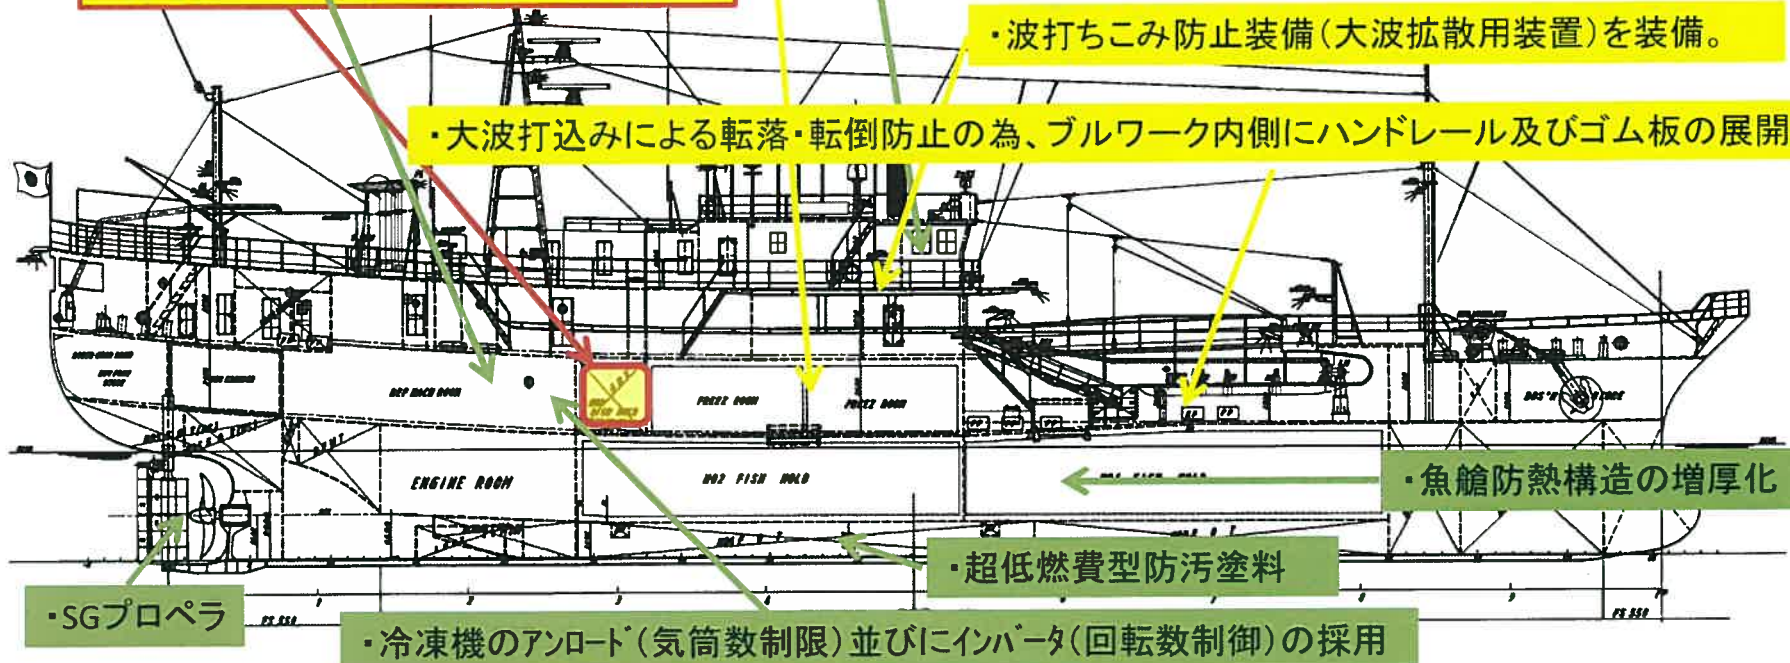 ・波打ちこみ防止装備(大波拡散用装置)を装備。
・大波打込みによる転落・転倒防止の為、ブルワーク内側にハンドレール及びゴム板の展開
REF MACH ROOM
ENGINE ROOM
NO2 FISH HOLD
・魚艙防熱構造の増厚化
・超低燃費型防汚塗料
・SGプロペラ
・冷凍機のアンロード(気筒数制限)並びにインバータ(回転数制御)の採用